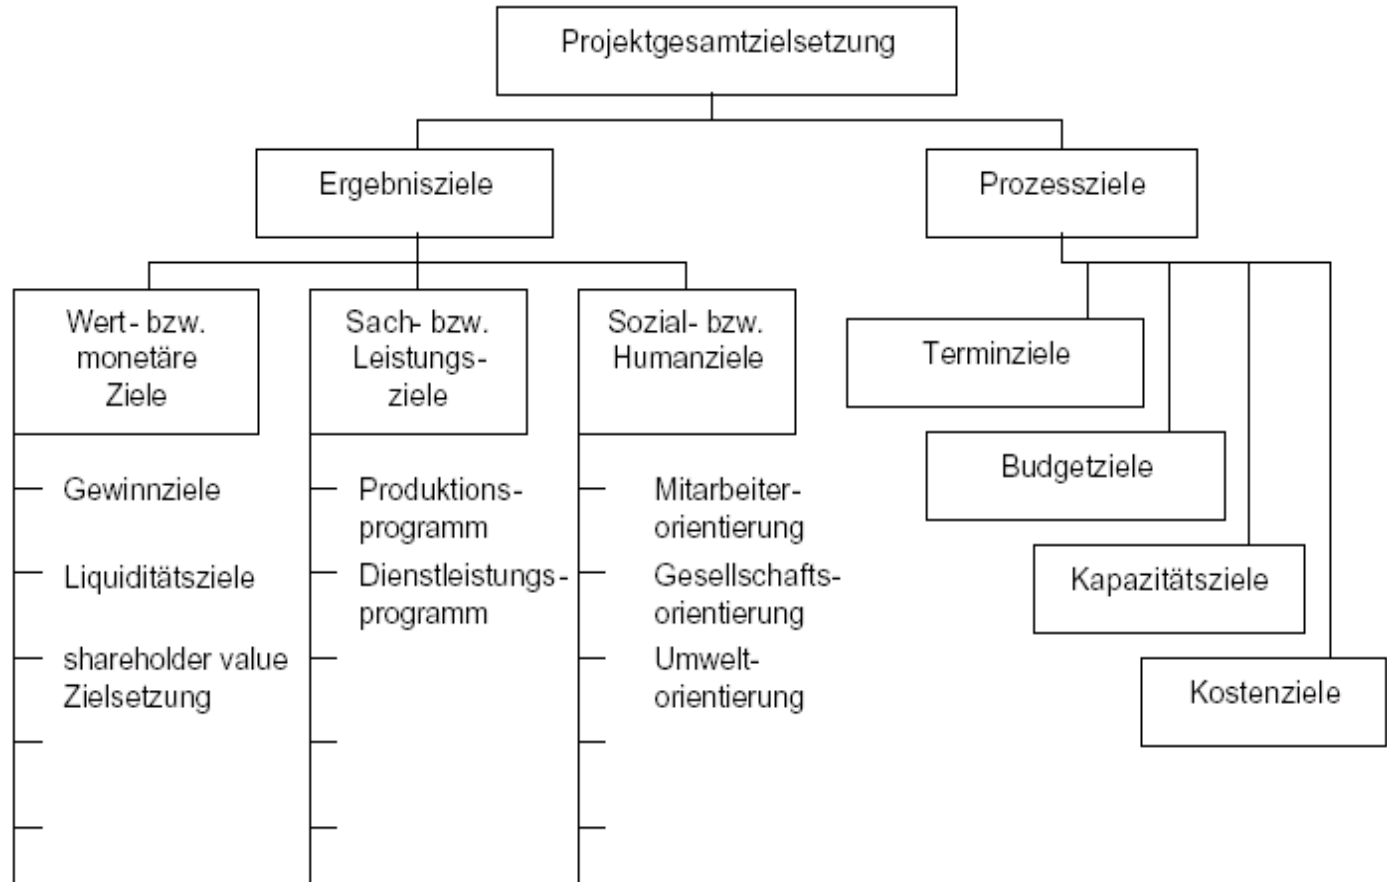 Projektgesamtzielsetzung
Ergebnisziele
Prozessziele
Wert- bzw.
monetäre
Ziele
Sach- bzw.
Leistungs-
ziele
Sozial- bzw.
Humanziele
Terminziele
Budgetziele
Kapazitätsziele
Kostenziele
Gewinnziele
Liquiditätsziele
shareholder value
Zielsetzung
Produktions-
programm
Dienstleistungs-
programm
Mitarbeiter-
orientierung
Gesellschafts-
orientierung
Umwelt-
orientierung